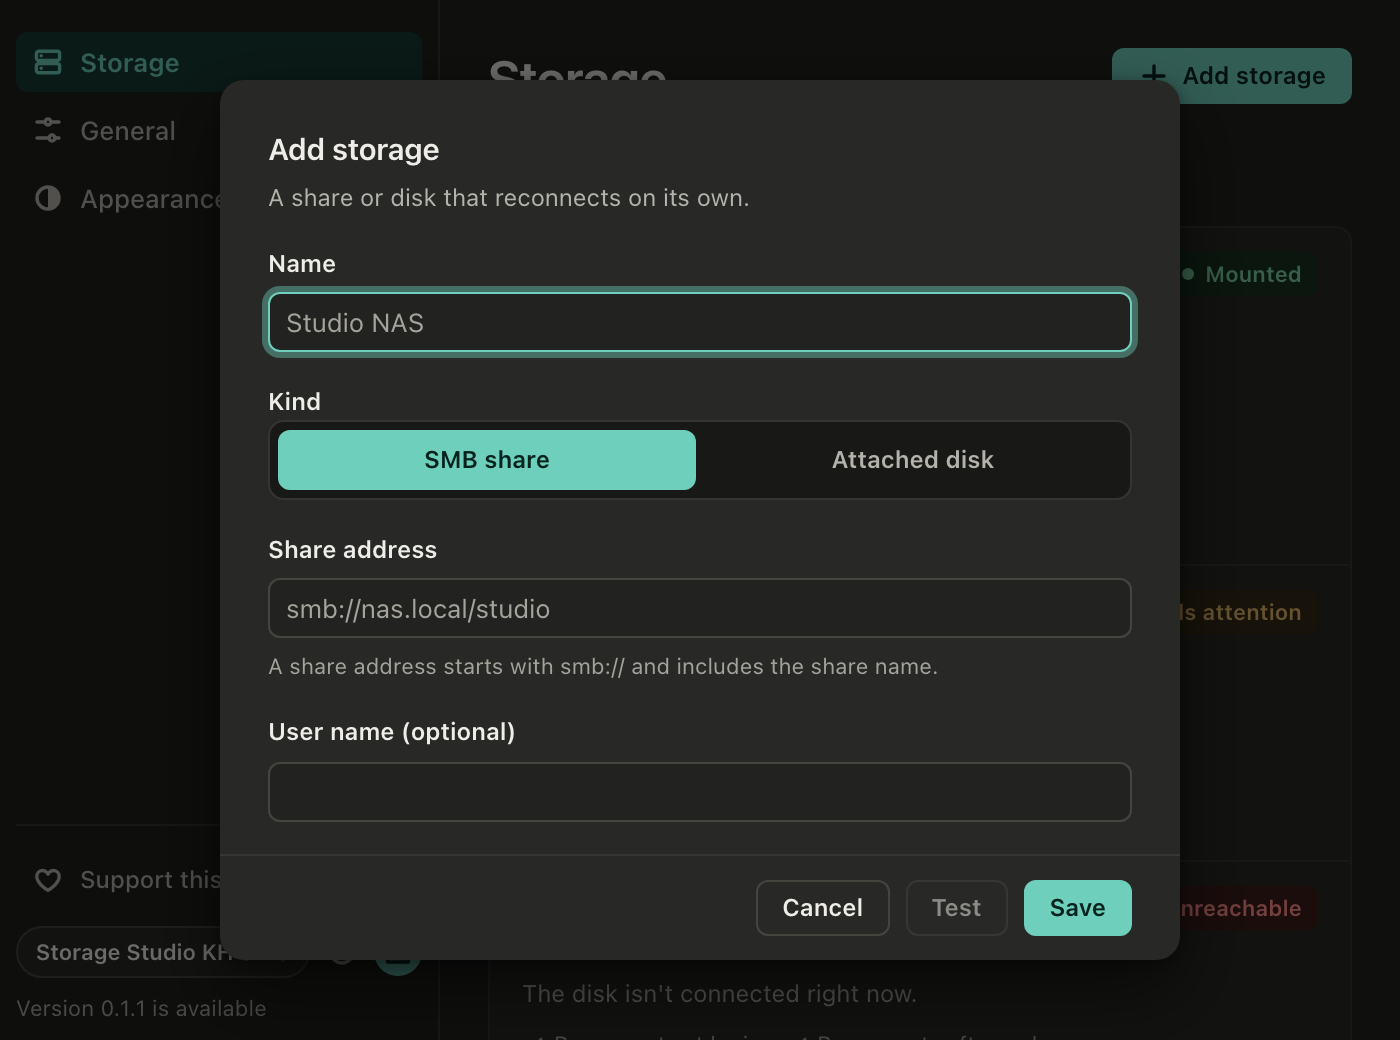 Storage
General
Appearance
Storage
Add storage
Add storage
A share or disk that reconnects on its own.
Name
Studio NAS
Kind
SMB share
Attached disk
Share address
smb://nas.local/studio
A share address starts with smb:// and includes the share name.
User name (optional)
Cancel
Test
Save
Mounted
attention
Support this
Storage Studio
Version 0.1.1 is available
The disk isn't connected right now.